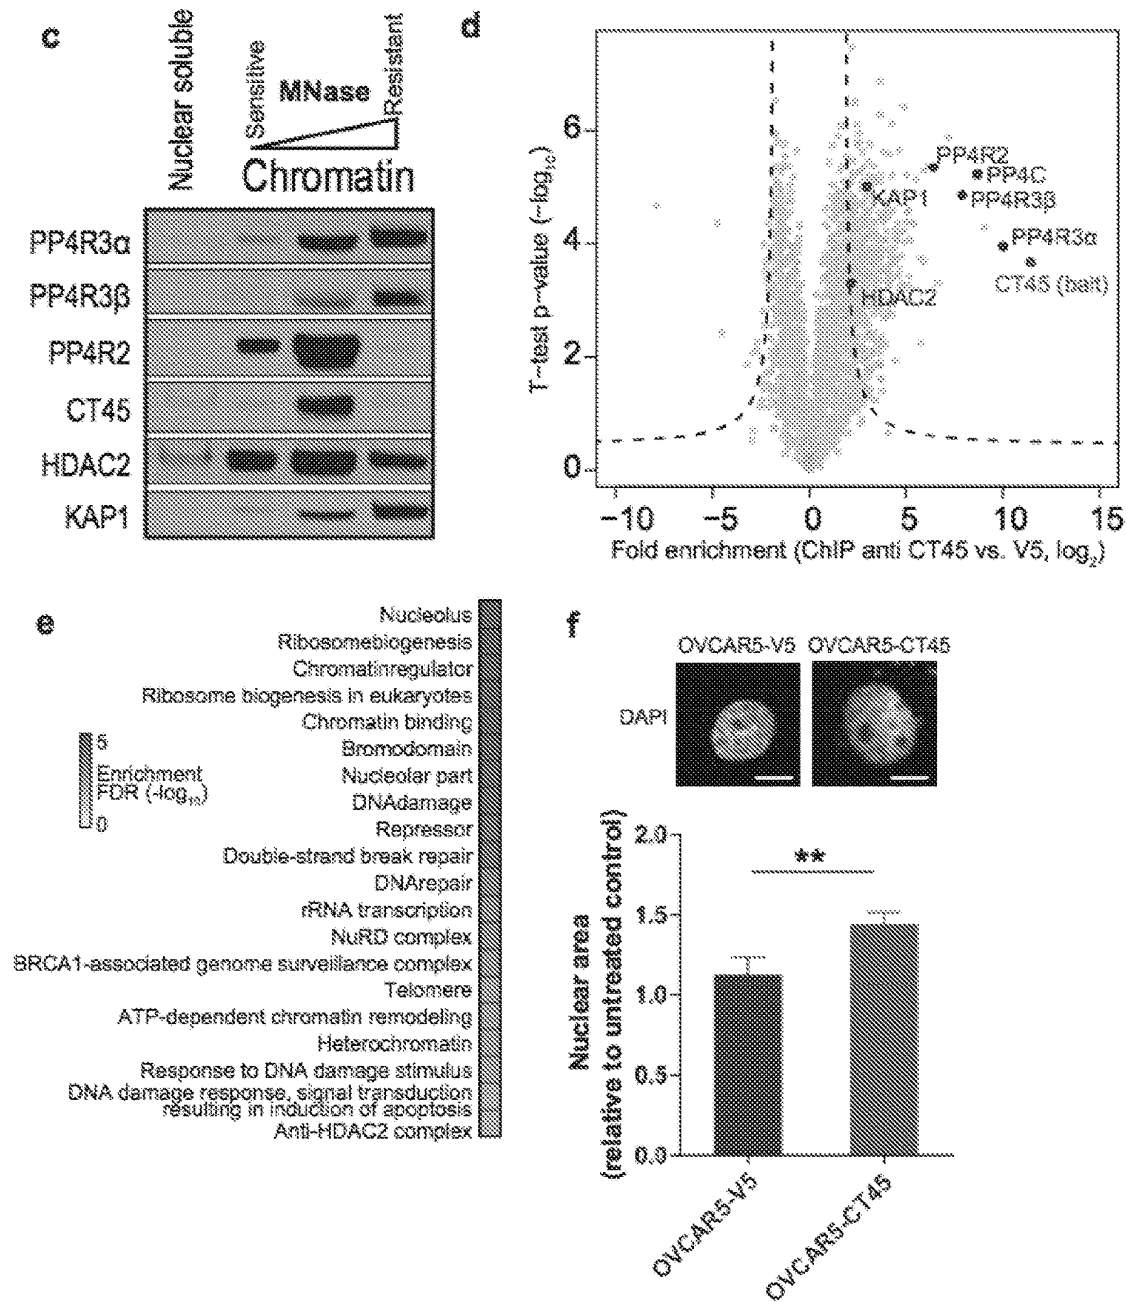 c
Nuclear soluble
Sensitive
MNase
Resistant
Chromatin
PP4R3α
PP4R3β
PP4R2
CT45
HDAC2
KAP1
d
T-test p-value (-log10)
6
4
2
0
PP4R2
PP4C
KAP1
PP4R3β
PP4R3α
CT45 (bait)
HDAC2
-10
-5
0
5
10
15
Fold enrichment (ChIP anti CT45 vs. V5, log2)
e
5
Enrichment
FDR (-log10)
0
Nucleolus
Ribosomebiogenesis
Chromatinregulator
Ribosome biogenesis in eukaryotes
Chromatin binding
Bromodomain
Nucleolar part
DNAdamage
Repressor
Double-strand break repair
DNArepair
rRNA transcription
NuRD complex
BRCA1-associated genome surveillance complex
Telomere
ATP-dependent chromatin remodeling
Heterochromatin
Response to DNA damage stimulus
DNA damage response, signal transduction
resulting in induction of apoptosis
Anti-HDAC2 complex
f
OVCAR5-V5
OVCAR5-CT45
DAPI
Nuclear area
(relative to untreated control)
2.0
1.5
1.0
0.5
0.0
**
OVCAR5-V5
OVCAR5-CT45